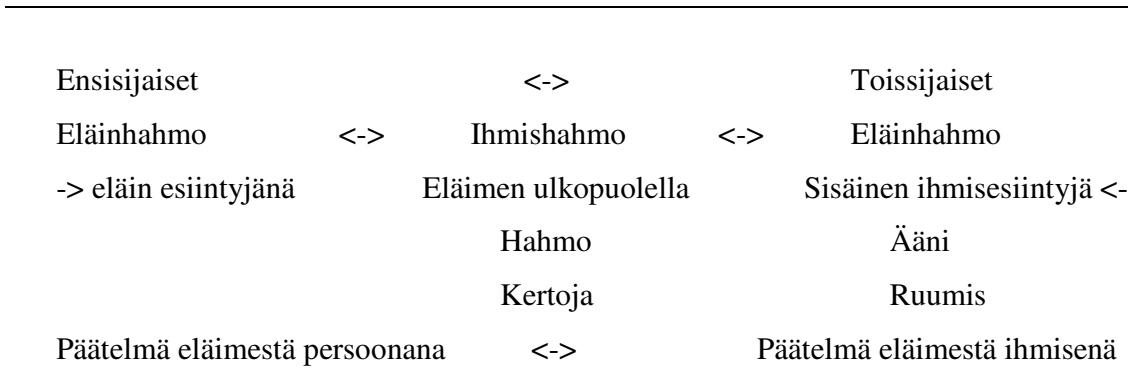 Ensisijaiset <-> Toissijaiset
Eläinhahmo <-> Ihmishahmo <-> Eläinhahmo
-> eläin esiintyjänä Eläimen ulkopuolella Sisäinen ihmisesiintyjä <-
Hahmo Ääni
Kertoja Ruumis
Päätelmä eläimestä persoonana <-> Päätelmä eläimestä ihmisenä